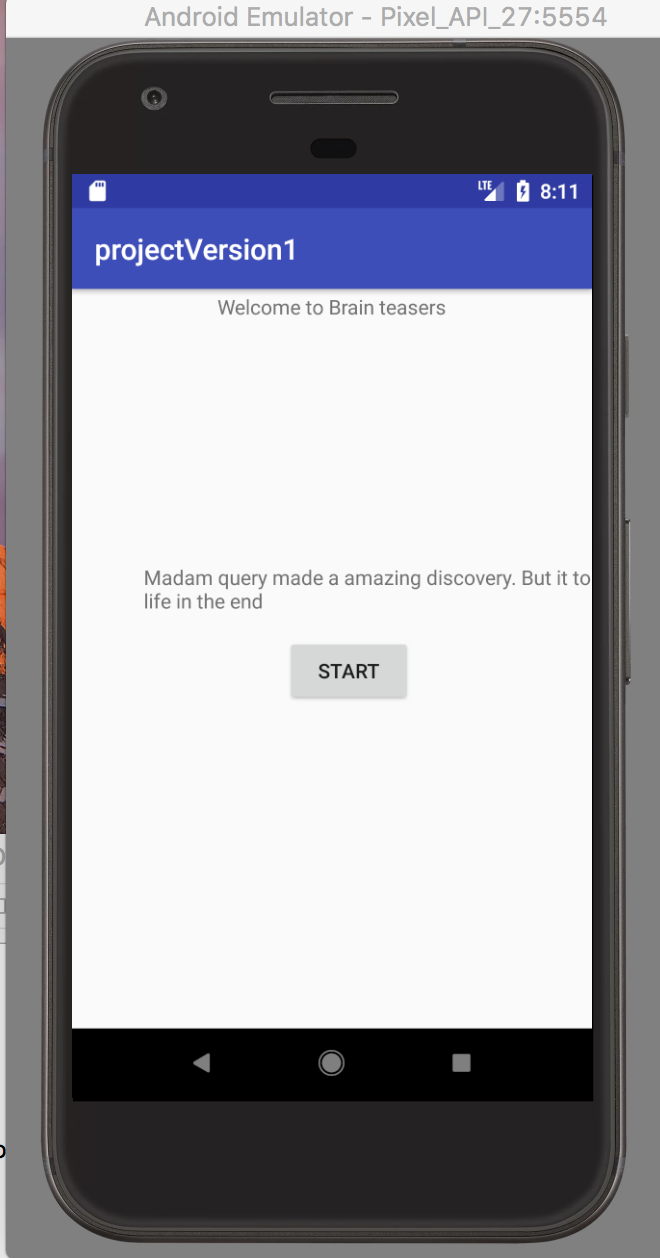 Android Emulator - Pixel_API_27:5554
LTE 8:11
projectVersion1
Welcome to Brain teasers
Madam query made a amazing discovery. But it to
life in the end
START